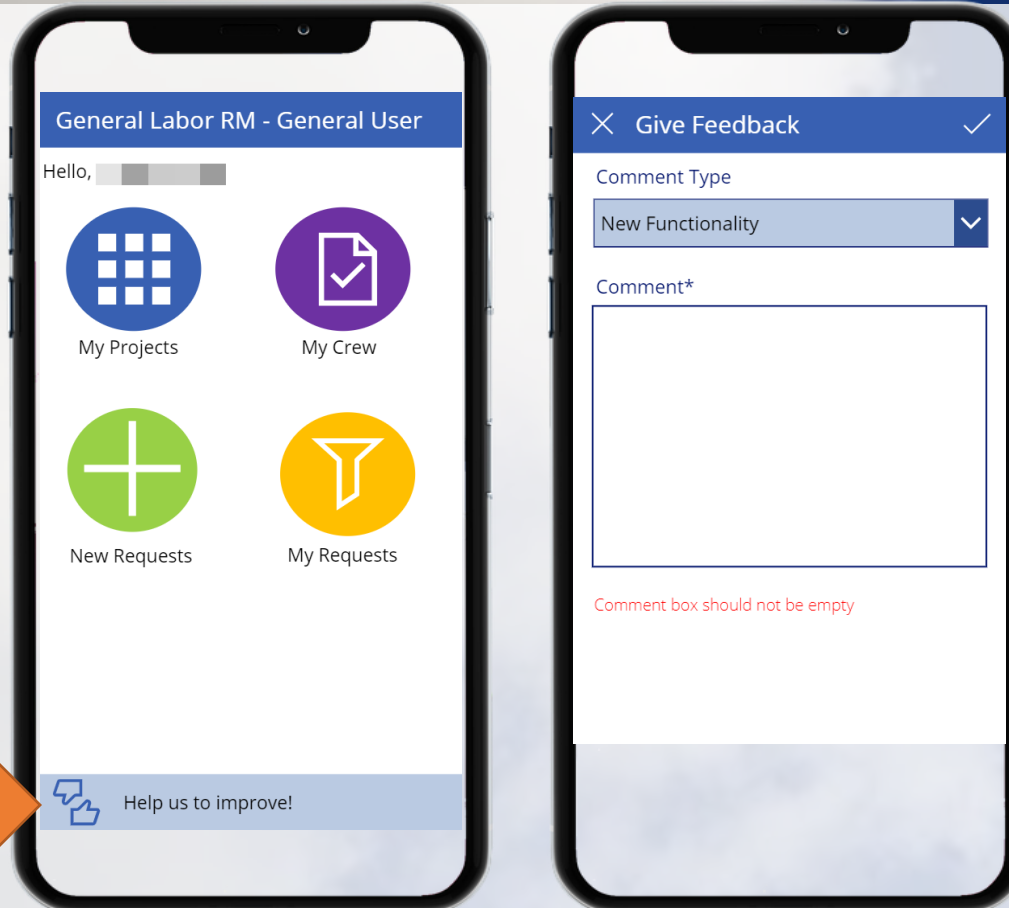 General Labor RM - General User
Hello,
My Projects
My Crew
New Requests
My Requests
Help us to improve!
Give Feedback
Comment Type
New Functionality
Comment*
Comment box should not be empty